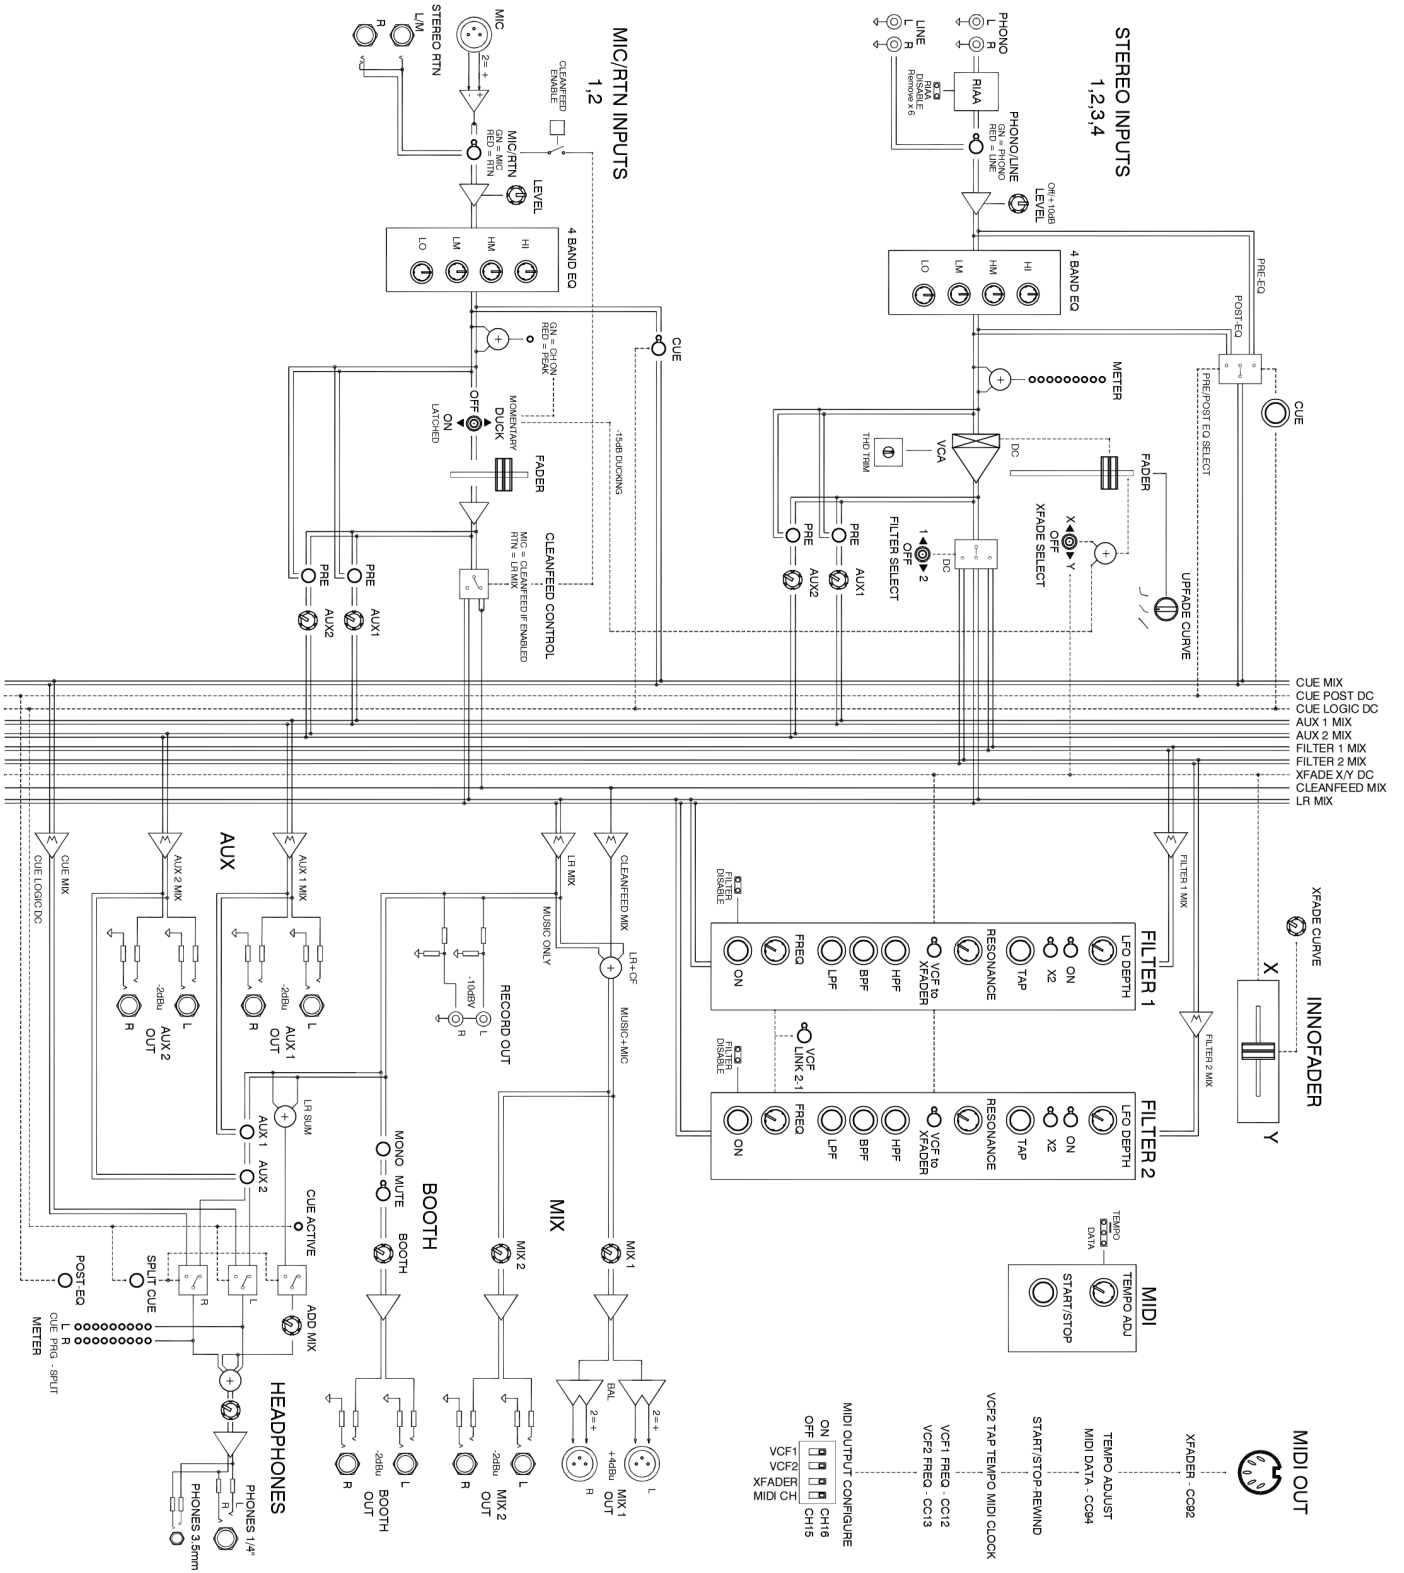 STEREO INPUTS
1,2,3,4
PHONO
L
R
LINE
L
R
RIAA
RIAA
DISABLE
Remove x 6
PHONO/LINE
GN = PHONO
RED = LINE
Off/+10dB
LEVEL
4 BAND EQ
HI
HM
LM
LO
PRE-EQ
POST-EQ
PRE/POST EQ SELECT
CUE
METER
DC
VCA
THD TRIM
FADER
UPFADE CURVE
XFADE SELECT
X
OFF
Y
PRE
AUX1
PRE
AUX2
FILTER SELECT
1
OFF
2
DC
MIC/RTN INPUTS
1,2
MIC
2= +
+
-
STEREO RTN
L/M
R
CLEANFEED
ENABLE
MIC/RTN
GN = MIC
RED = RTN
LEVEL
4 BAND EQ
HI
HM
LM
LO
CUE
GN = CH ON
RED = PEAK
MOMENTARY
DUCK
OFF
ON
LATCHED
-15dB DUCKING
FADER
CLEANFEED CONTROL
MIC = CLEANFEED IF ENABLED
RTN = LR MIX
PRE
AUX1
PRE
AUX2
CUE MIX
CUE POST DC
CUE LOGIC DC
AUX 1 MIX
AUX 2 MIX
FILTER 1 MIX
FILTER 2 MIX
XFADE X/Y DC
CLEANFEED MIX
LR MIX
XFADE CURVE
INNOFADER
X
Y
FILTER 1 MIX
FILTER 2 MIX
FILTER 1
LFO DEPTH
ON
X2
TAP
RESONANCE
VCF to
XFADER
HPF
BPF
LPF
FREQ
ON
FILTER
DISABLE
VCF
LINK 2-1
FILTER 2
LFO DEPTH
ON
X2
TAP
RESONANCE
VCF to
XFADER
HPF
BPF
LPF
FREQ
ON
FILTER
DISABLE
CLEANFEED MIX
LR MIX
MUSIC ONLY
LR+CF
MUSIC+MIC
RECORD OUT
-10dBV
L
R
MIX
MIX 1
MIX 2
BAL
2=+
2=+
L
+4dBu
R
MIX 1
OUT
L
-2dBu
R
MIX 2
OUT
BOOTH
MONO
MUTE
BOOTH
L
-2dBu
R
BOOTH
OUT
AUX
AUX 1 MIX
L
-2dBu
R
AUX 1
OUT
AUX 2 MIX
L
-2dBu
R
AUX 2
OUT
CUE MIX
CUE LOGIC DC
LR SUM
AUX 1
AUX 2
CUE ACTIVE
L
R
ADD MIX
SPLIT CUE
POST-EQ
L
R
CUE PRG - SPLIT
METER
HEADPHONES
L
R
PHONES 1/4"
PHONES 3.5mm
MIDI
TEMPO
DATA
TEMPO ADJ
START/STOP
MIDI OUT
XFADER - CC92
TEMPO ADJUST
MIDI DATA - CC94
START/STOP-REWIND
VCF2 TAP TEMPO MIDI CLOCK
VCF1 FREQ - CC12
VCF2 FREQ - CC13
MIDI OUTPUT CONFIGURE
ON
OFF
VCF1
VCF2
XFADER
MIDI CH
CH16
CH15